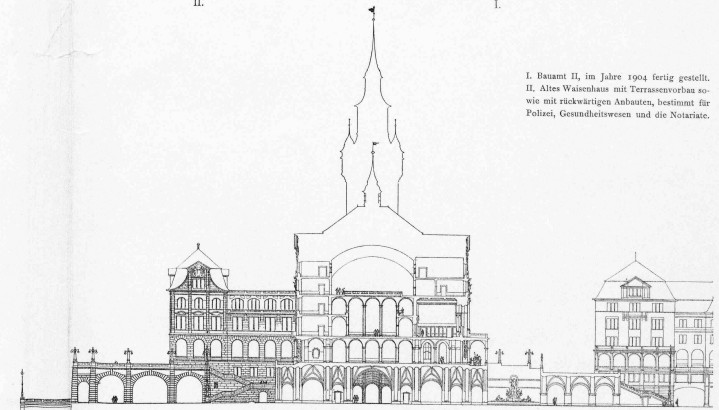 II.
I.
I. Bauamt II, im Jahre 1904 fertig gestellt.
II. Altes Waisenhaus mit Terrassenvorbau so-
wie mit rückwärtigen Anbauten, bestimmt für
Polizei, Gesundheitswesen und die Notariate.